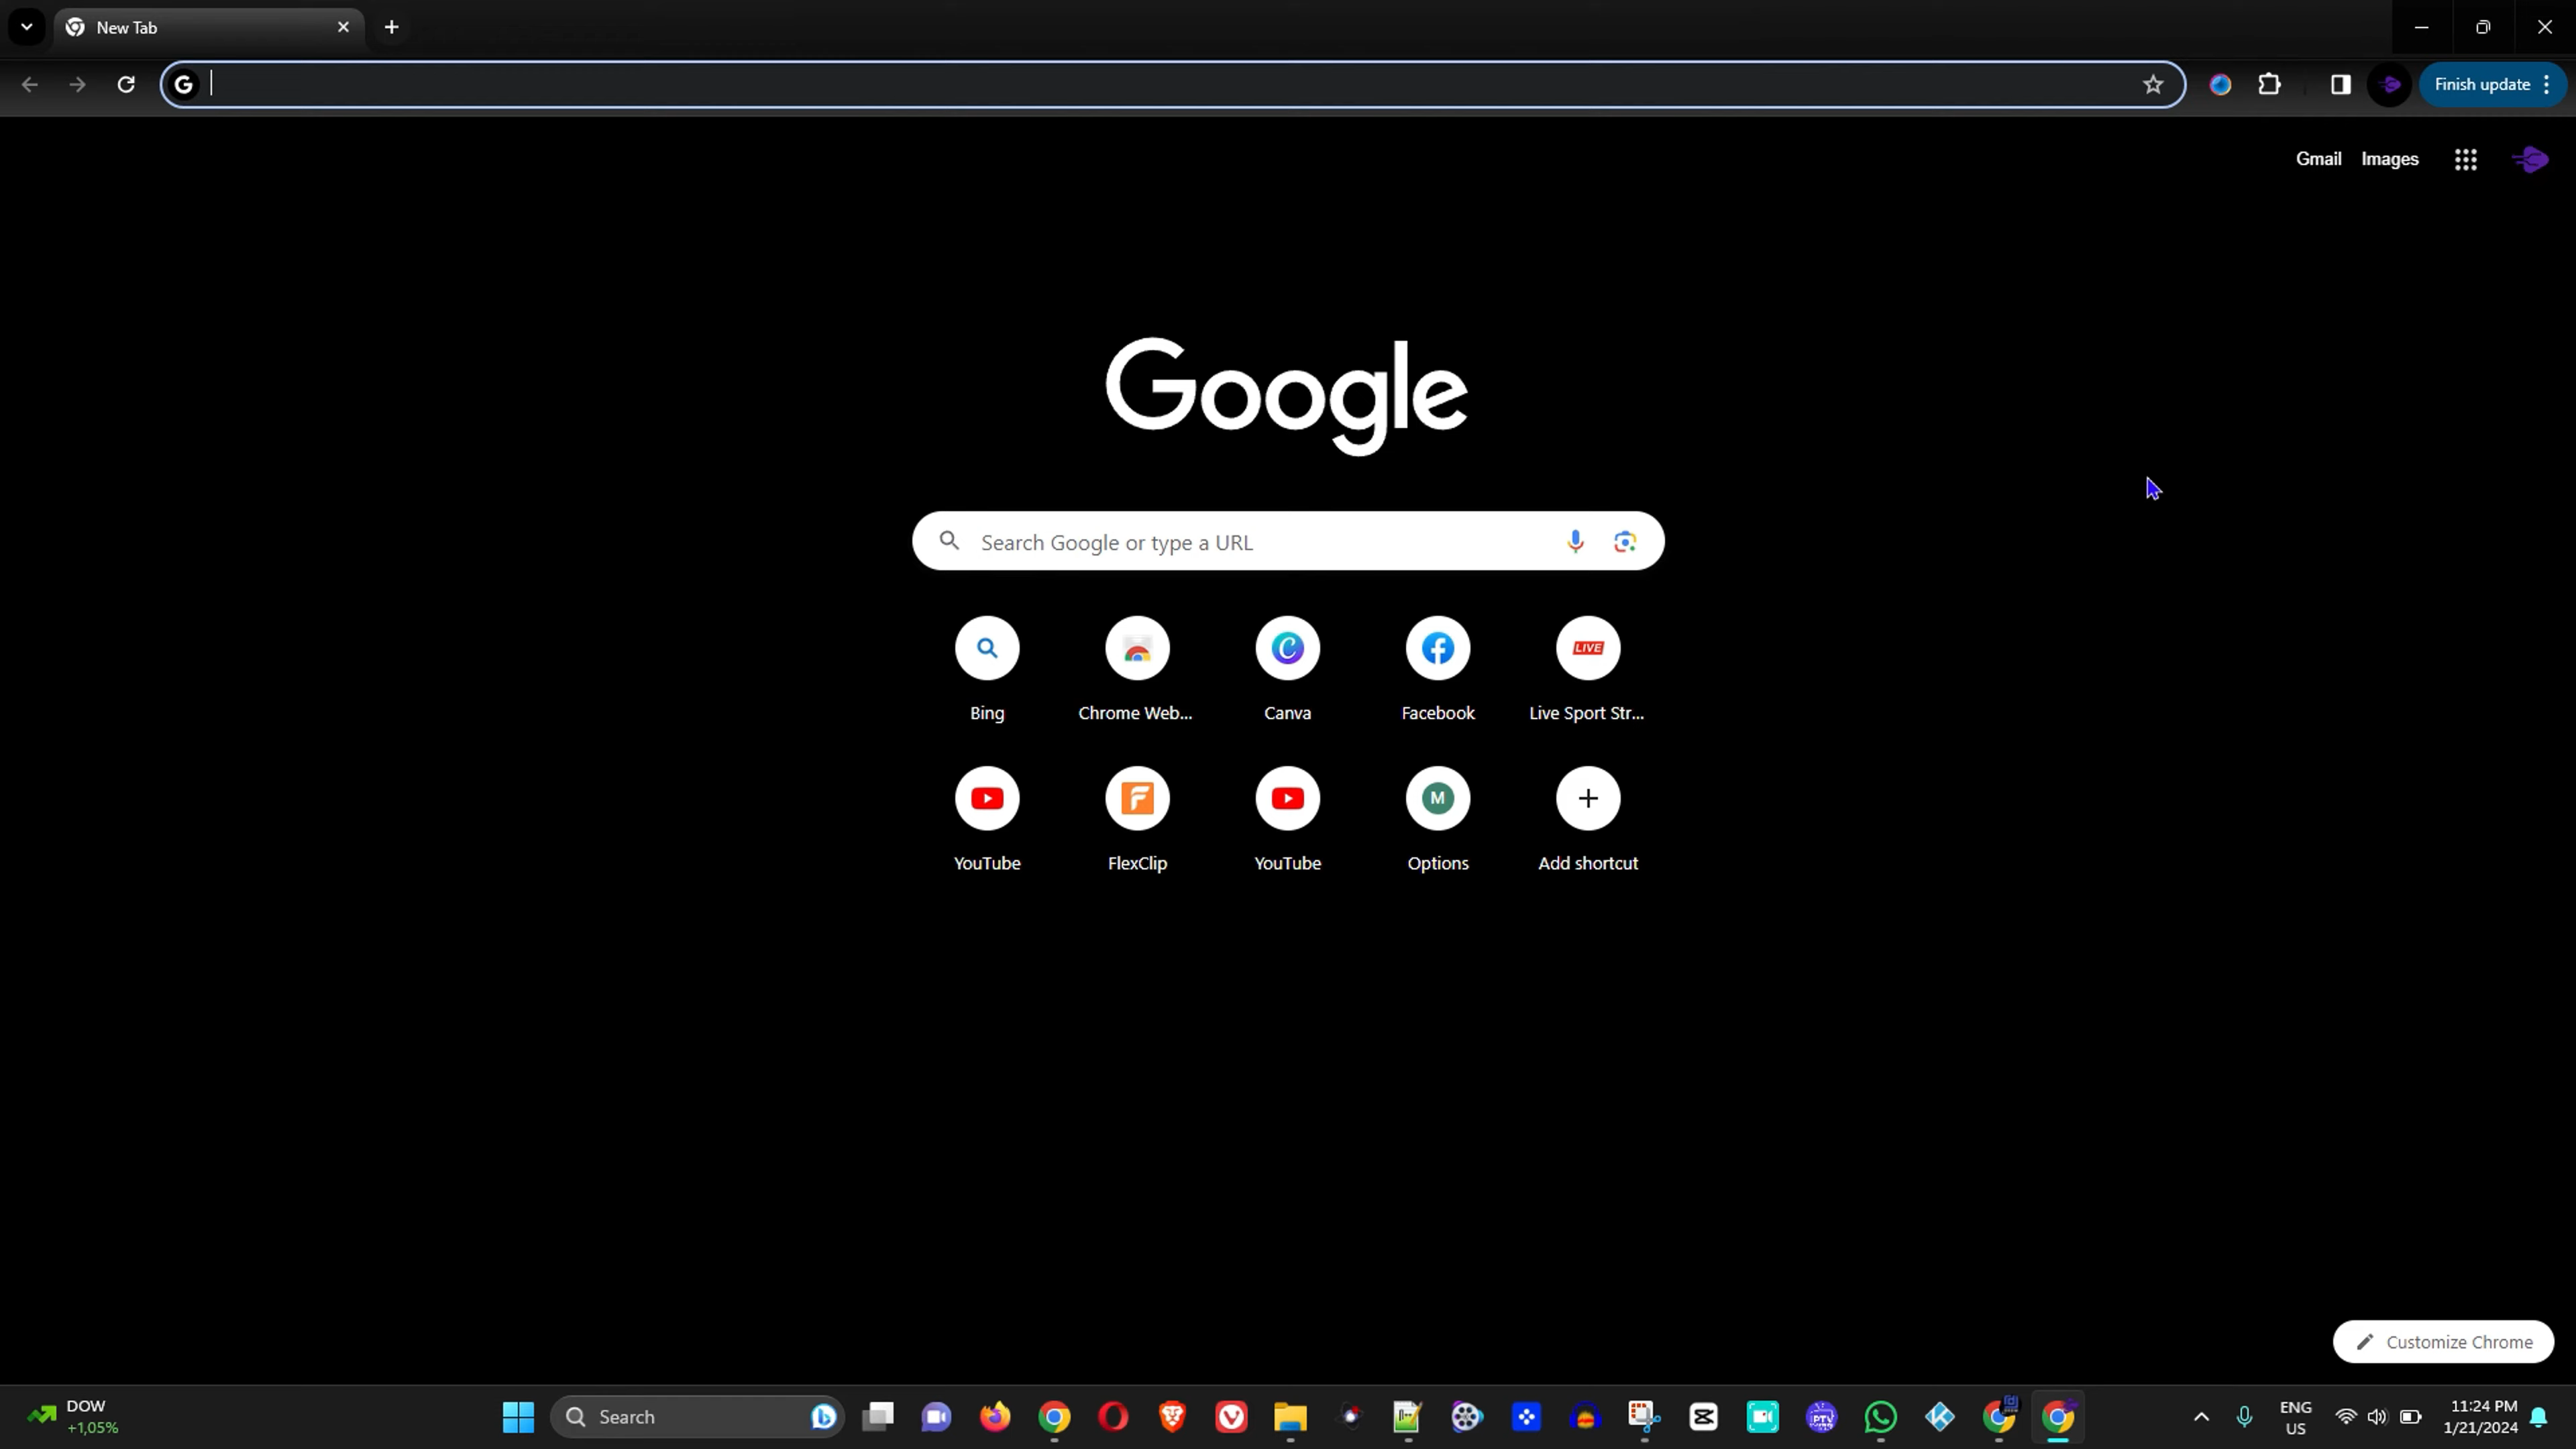 New Tab
Finish update
Gmail Images
Google
Search Google or type a URL
LIVE
Bing
Chrome Web...
Canva
Facebook
Live Sport Str...
M
YouTube
FlexClip
YouTube
Options
Add shortcut
Customize Chrome
DOW
+1,05%
Search
IPTV
ENG
US
11:24 PM
1/21/2024